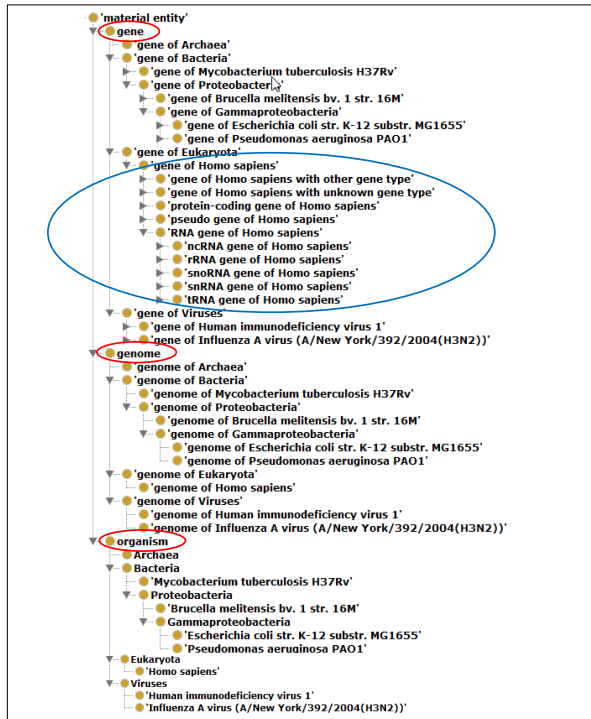 'material entity'
gene
'gene of Archaea'
'gene of Bacteria'
'gene of Mycobacterium tuberculosis H37Rv'
'gene of Proteobacteria'
'gene of Brucella melitensis bv. 1 str. 16M'
'gene of Gammaproteobacteria'
'gene of Escherichia coli str. K-12 substr. MG1655'
'gene of Pseudomonas aeruginosa PAO1'
'gene of Eukaryota'
'gene of Homo sapiens'
'gene of Homo sapiens with other gene type'
'gene of Homo sapiens with unknown gene type'
'protein-coding gene of Homo sapiens'
'pseudo gene of Homo sapiens'
'RNA gene of Homo sapiens'
'ncRNA gene of Homo sapiens'
'rRNA gene of Homo sapiens'
'snoRNA gene of Homo sapiens'
'snRNA gene of Homo sapiens'
'tRNA gene of Homo sapiens'
'gene of Viruses'
'gene of Human immunodeficiency virus 1'
'gene of Influenza A virus (A/New York/392/2004(H3N2))'
genome
'genome of Archaea'
'genome of Bacteria'
'genome of Mycobacterium tuberculosis H37Rv'
'genome of Proteobacteria'
'genome of Brucella melitensis bv. 1 str. 16M'
'genome of Gammaproteobacteria'
'genome of Escherichia coli str. K-12 substr. MG1655'
'genome of Pseudomonas aeruginosa PAO1'
'genome of Eukaryota'
'genome of Homo sapiens'
'genome of Viruses'
'genome of Human immunodeficiency virus 1'
'genome of Influenza A virus (A/New York/392/2004(H3N2))'
organism
Archaea
Bacteria
'Mycobacterium tuberculosis H37Rv'
Proteobacteria
'Brucella melitensis bv. 1 str. 16M'
Gammaproteobacteria
'Escherichia coli str. K-12 substr. MG1655'
'Pseudomonas aeruginosa PAO1'
Eukaryota
'Homo sapiens'
Viruses
'Human immunodeficiency virus 1'
'Influenza A virus (A/New York/392/2004(H3N2))'